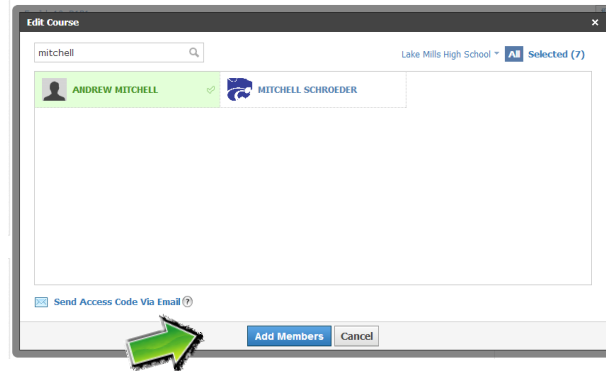 Edit Course ×
mitchell Lake Mills High School All Selected (7)
ANDREW MITCHELL MITCHELL SCHROEDER
Send Access Code Via Email ?
Add Members Cancel